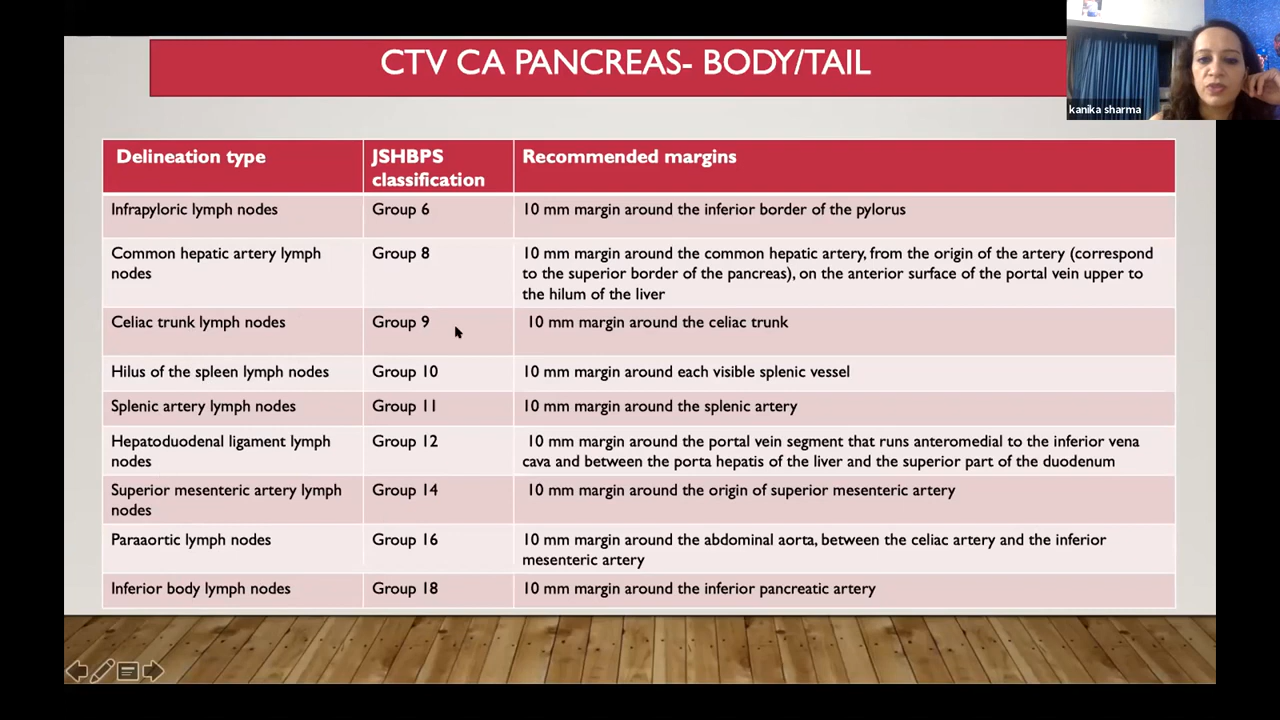 CTV CA PANCREAS- BODY/TAIL
kanika sharma
Delineation type
JSHBPS
classification
Recommended margins
Infrapyloric lymph nodes
Group 6
10 mm margin around the inferior border of the pylorus
Common hepatic artery lymph
nodes
Group 8
10 mm margin around the common hepatic artery, from the origin of the artery (correspond
to the superior border of the pancreas), on the anterior surface of the portal vein upper to
the hilum of the liver
Celiac trunk lymph nodes
Group 9
10 mm margin around the celiac trunk
Hilus of the spleen lymph nodes
Group 10
10 mm margin around each visible splenic vessel
Splenic artery lymph nodes
Group 11
10 mm margin around the splenic artery
Hepatoduodenal ligament lymph
nodes
Group 12
10 mm margin around the portal vein segment that runs anteromedial to the inferior vena
cava and between the porta hepatis of the liver and the superior part of the duodenum
Superior mesenteric artery lymph
nodes
Group 14
10 mm margin around the origin of superior mesenteric artery
Paraaortic lymph nodes
Group 16
10 mm margin around the abdominal aorta, between the celiac artery and the inferior
mesenteric artery
Inferior body lymph nodes
Group 18
10 mm margin around the inferior pancreatic artery